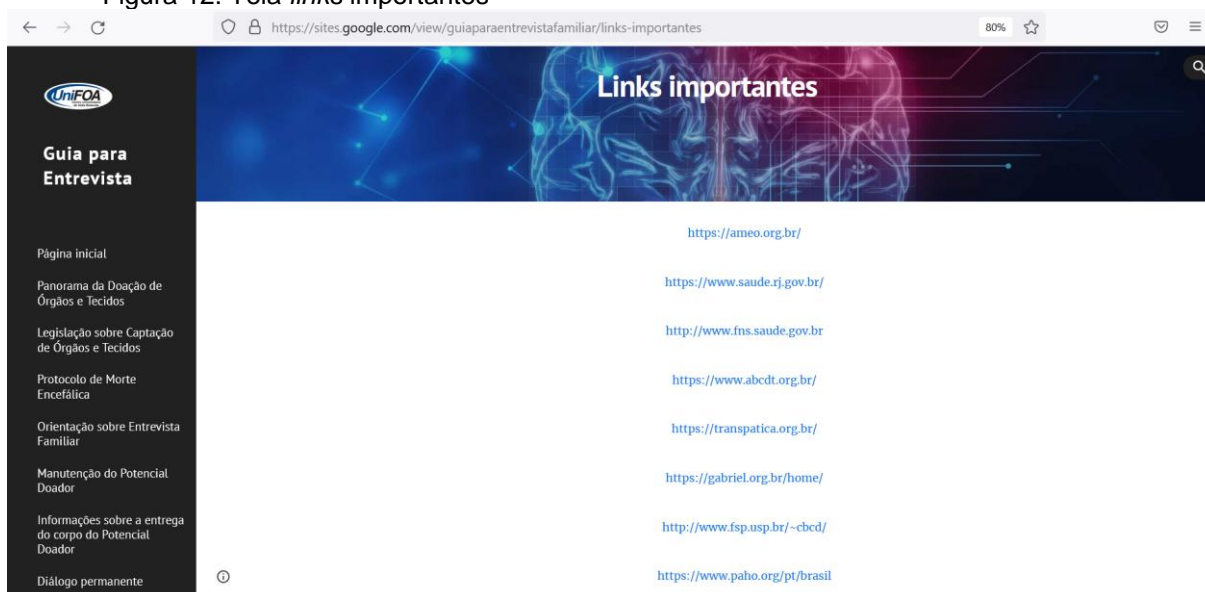 Figura 12. Tela links importantes
https://sites.google.com/view/guiaparaentrevistafamiliar/links-importantes
80%
UniFOA
Guia para
Entrevista
Página inicial
Panorama da Doação de
Órgãos e Tecidos
Legislação sobre Captação
de Órgãos e Tecidos
Protocolo de Morte
Encefálica
Orientação sobre Entrevista
Familiar
Manutenção do Potencial
Doador
Informações sobre a entrega
do corpo do Potencial
Doador
Diálogo permanente
Links importantes
https://ameo.org.br/
https://www.saude.rj.gov.br/
http://www.fns.saude.gov.br
https://www.abcdt.org.br/
https://transpatica.org.br/
https://gabriel.org.br/home/
http://www.fsp.usp.br/~cbcd/
https://www.paho.org/pt/brasil